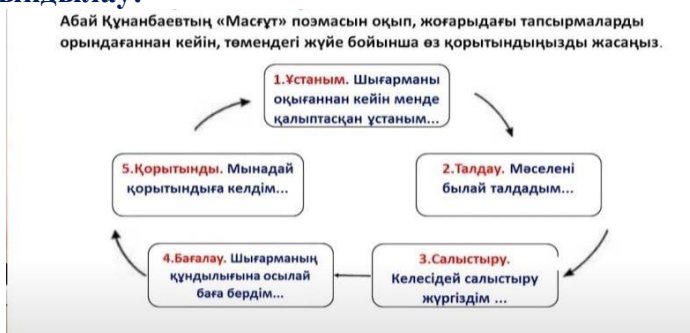 Абай Құнанбаевтың «Масғұт» поэмасын оқып, жоғарыдағы тапсырмаларды
орындағаннан кейін, төмендегі жүйе бойынша өз қорытындыңызды жасаңыз.
1.Ұстаным. Шығарманы
оқығаннан кейін менде
қалыптасқан ұстаным...
2.Талдау. Мәселені
былай талдадым...
3.Салыстыру.
Келесідей салыстыру
жүргіздім ...
4.Бағалау. Шығарманың
құндылығына осылай
баға бердім...
5.Қорытынды. Мынадай
қорытындыға келдім...